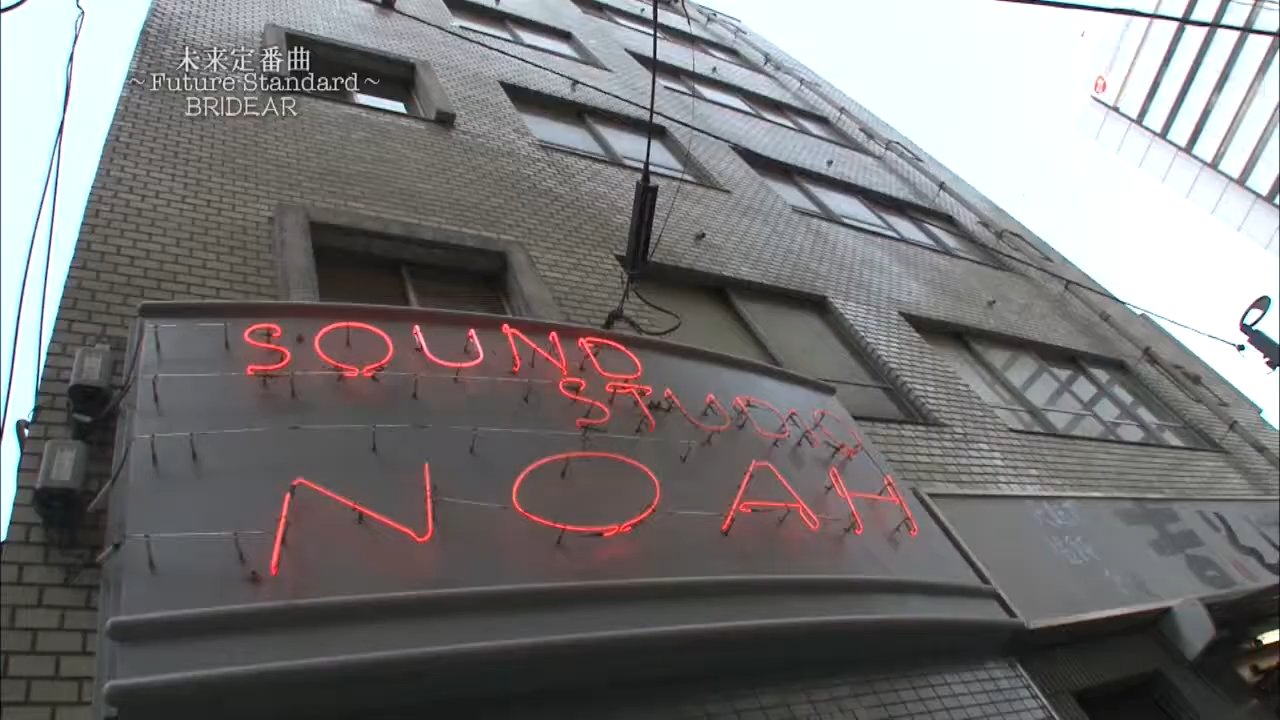 未来定番曲
~Future Standard~
BRIDEAR
SOUND
STUDIO
NOAH